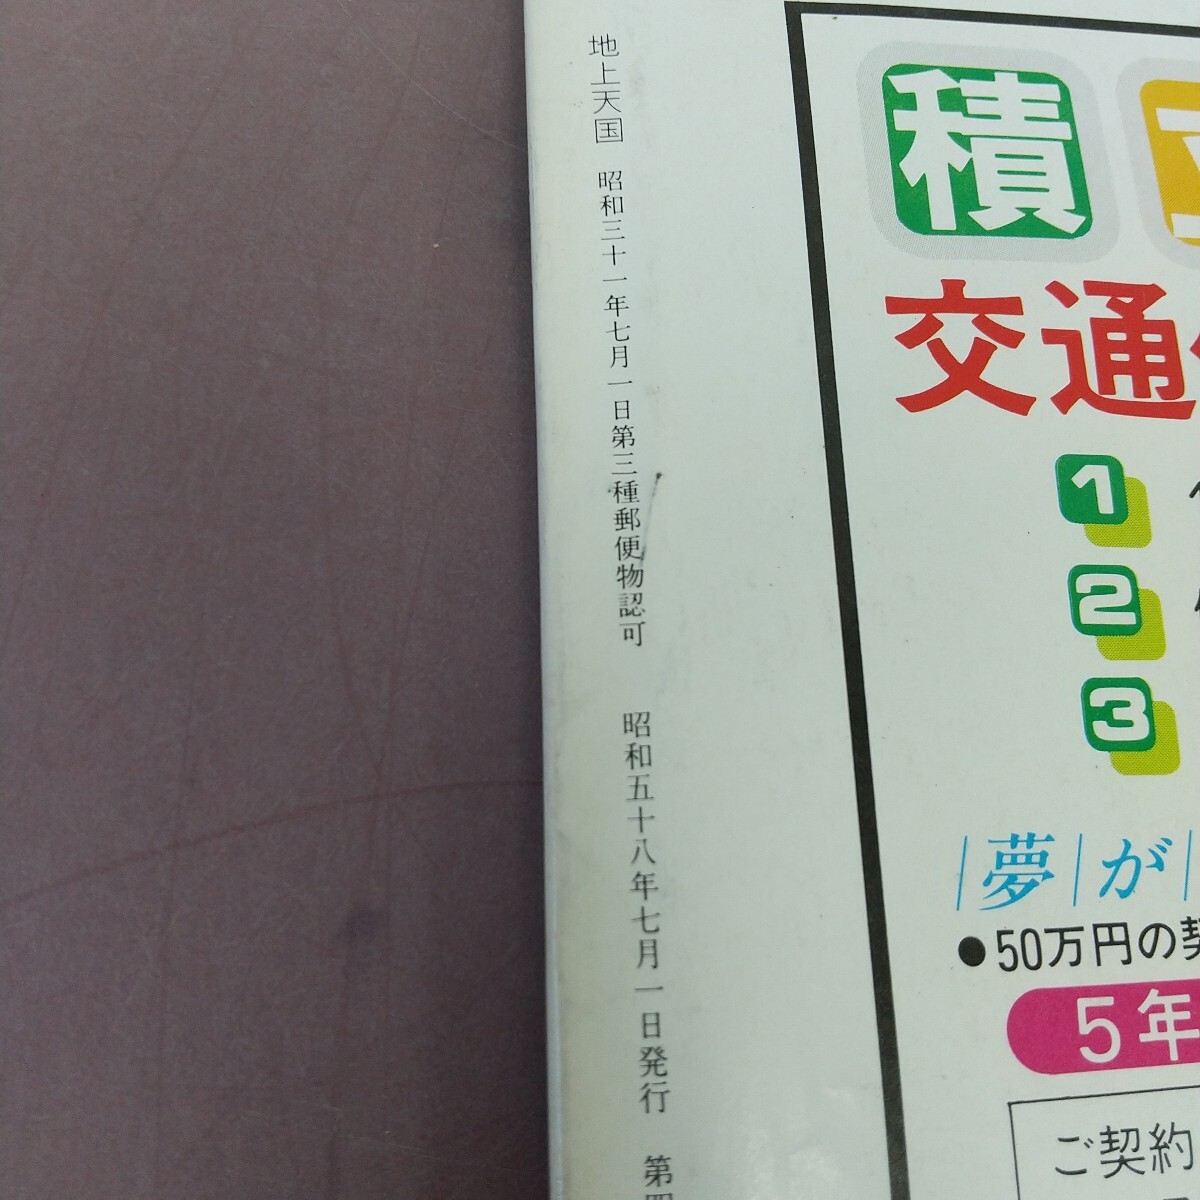 地上天国 昭和三十一年七月一日第三種郵便物認可 昭和五十八年七月一日発行 第四
積
交通
1
2
3
夢が
●50万円の契
5年
ご契約